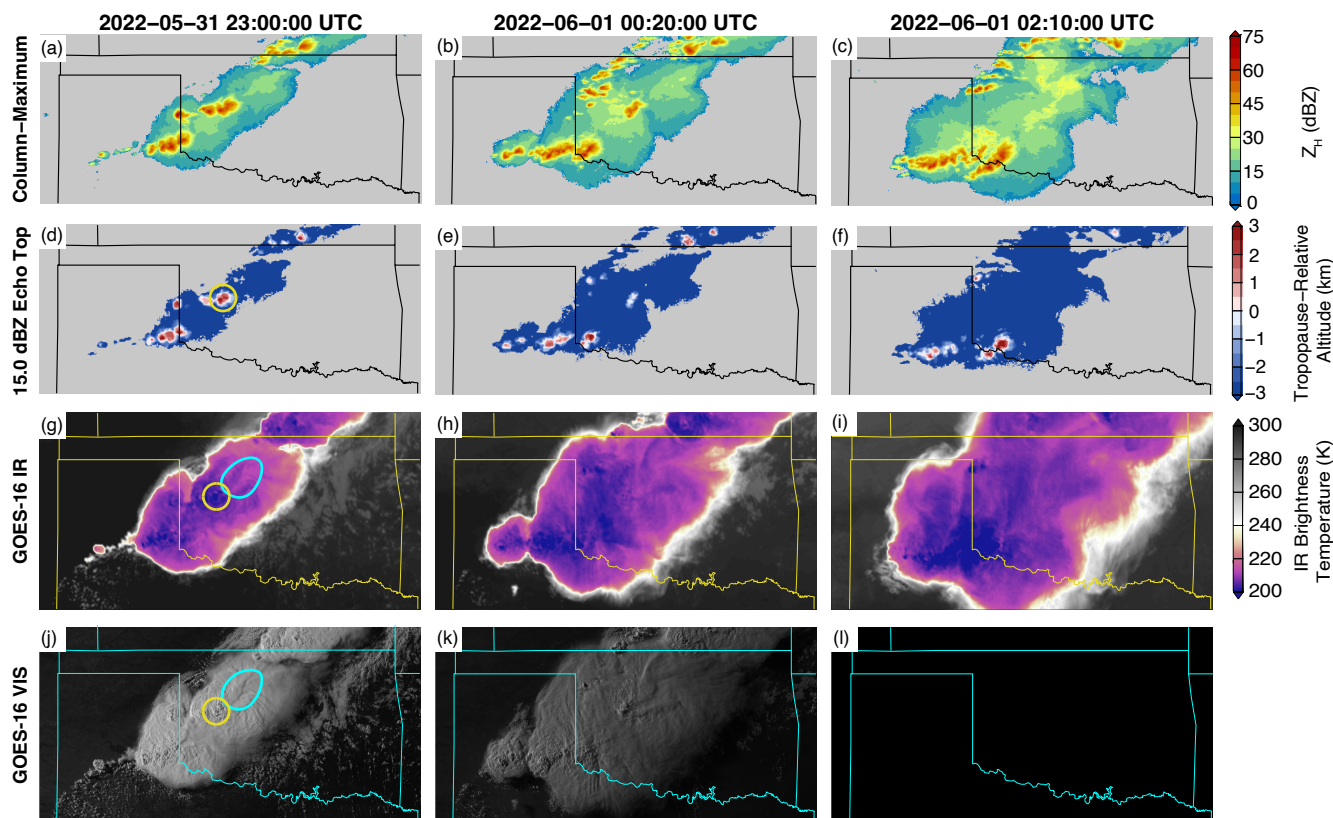 2022−05−31 23:00:00 UTC
2022−06−01 00:20:00 UTC
2022−06−01 02:10:00 UTC
Column−Maximum
(a)
(b)
(c)
75
60
45
30
15
0
Z_H (dBZ)
15.0 dBZ Echo Top
(d)
(e)
(f)
3
2
1
0
−1
−2
−3
Tropopause−Relative
Altitude (km)
GOES−16 IR
(g)
(h)
(i)
300
280
260
240
220
200
IR Brightness
Temperature (K)
GOES−16 VIS
(j)
(k)
(l)